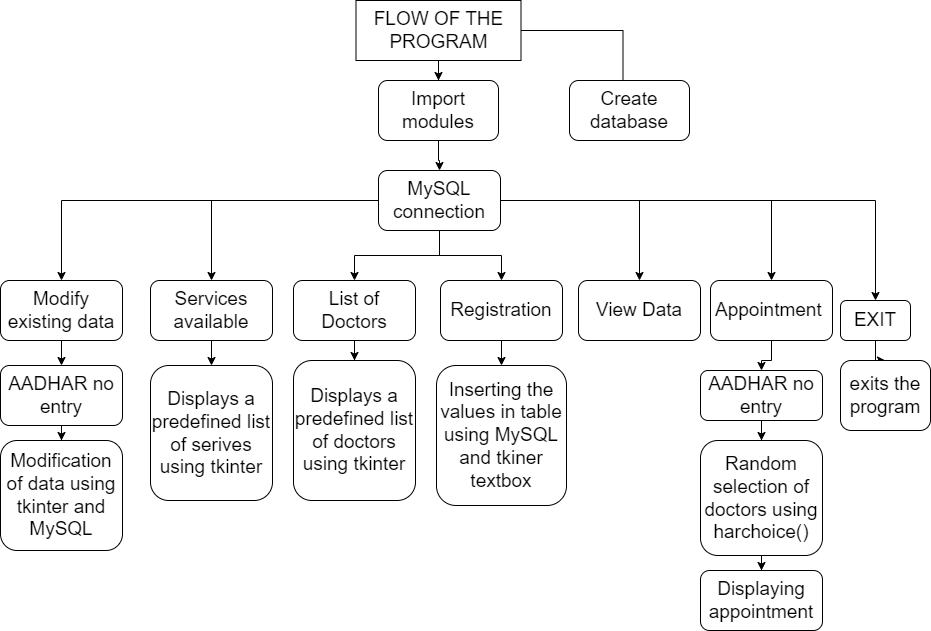 FLOW OF THE
PROGRAM
Import
modules
Create
database
MySQL
connection
Modify
existing data
Services
available
List of
Doctors
Registration
View Data
Appointment
EXIT
AADHAR no
entry
Displays a
predefined list
of serives
using tkinter
Displays a
predefined list
of doctors
using tkinter
Inserting the
values in table
using MySQL
and tkiner
textbox
AADHAR no
entry
exits the
program
Modification
of data using
tkinter and
MySQL
Random
selection of
doctors using
harchoice()
Displaying
appointment